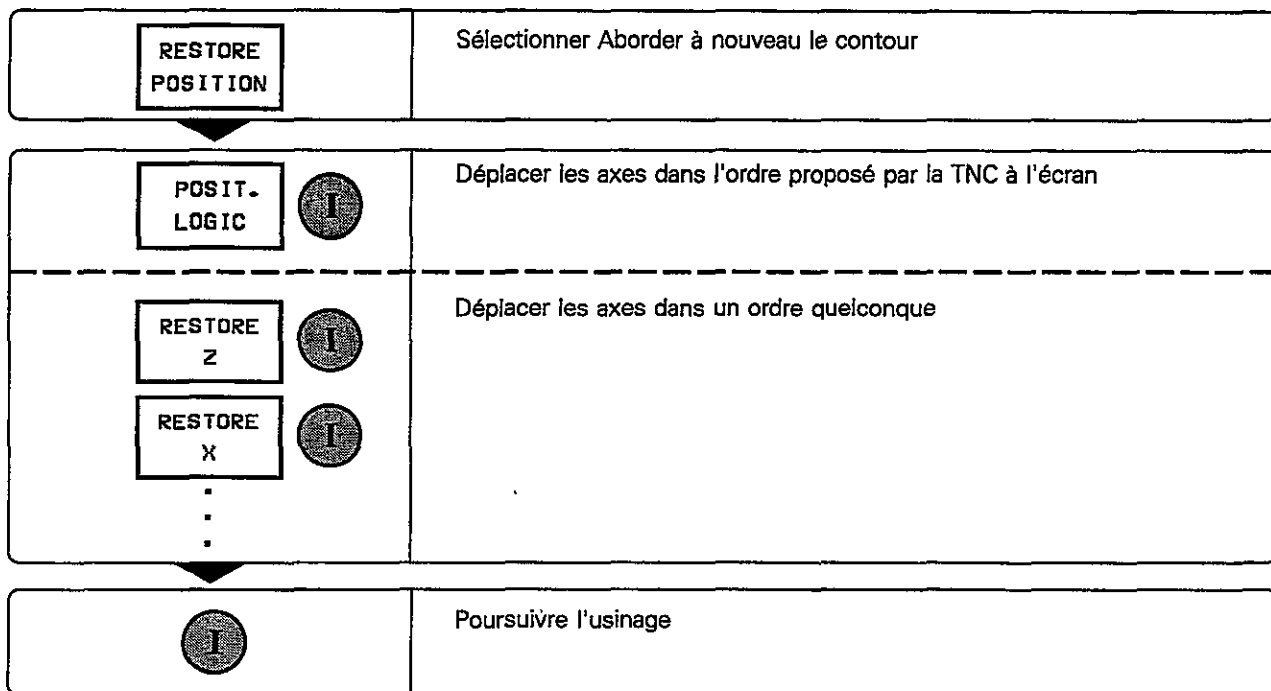 RESTORE
POSITION
Sélectionner Aborder à nouveau le contour
POSIT.
LOGIC
I
Déplacer les axes dans l'ordre proposé par la TNC à l'écran
RESTORE
Z
I
Déplacer les axes dans un ordre quelconque
RESTORE
X
I
I
Poursuivre l'usinage